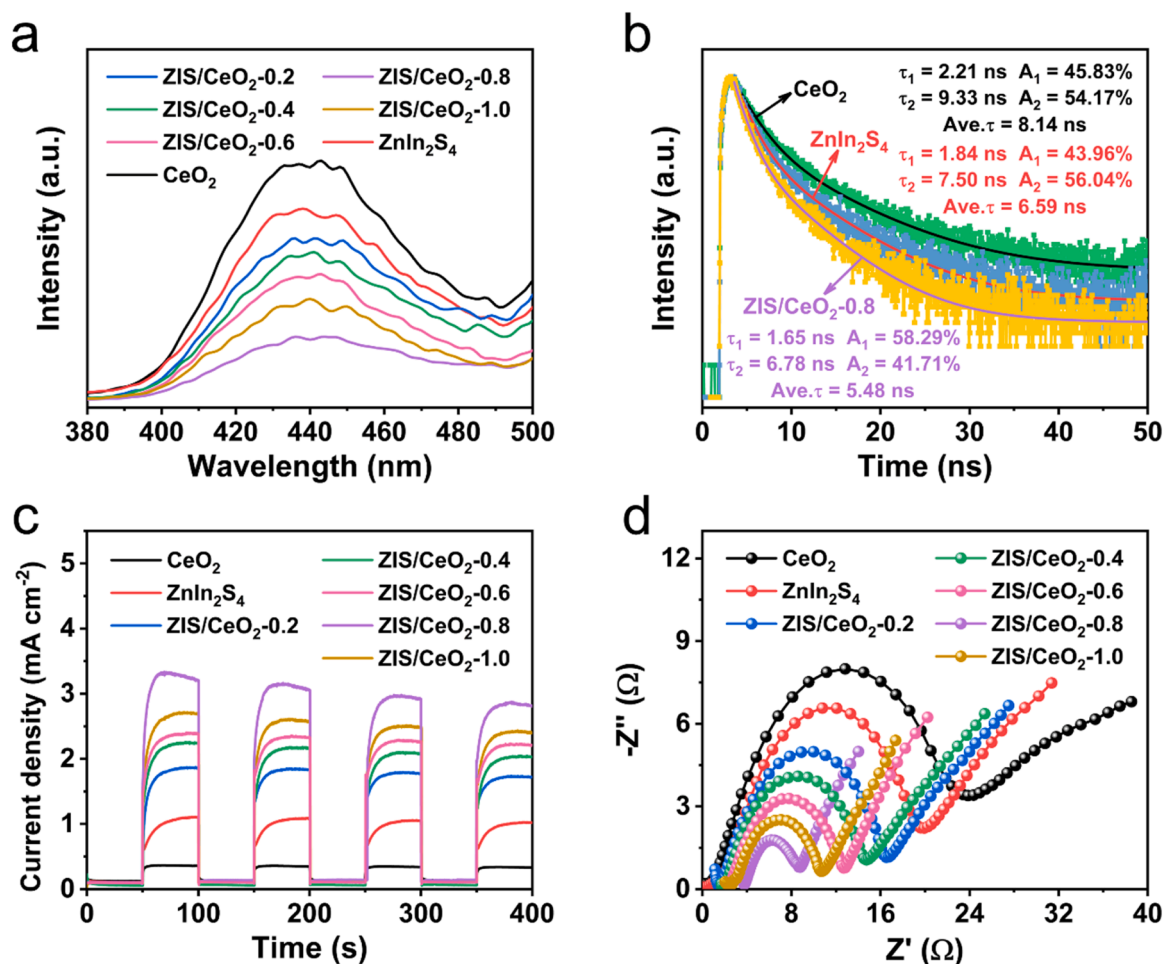 a
ZIS/CeO₂-0.2
ZIS/CeO₂-0.8
ZIS/CeO₂-0.4
ZIS/CeO₂-1.0
ZIS/CeO₂-0.6
ZnIn₂S₄
CeO₂
Intensity (a.u.)
380 400 420 440 460 480 500
Wavelength (nm)
b
CeO₂
τ₁ = 2.21 ns A₁ = 45.83%
τ₂ = 9.33 ns A₂ = 54.17%
Ave.τ = 8.14 ns
ZnIn₂S₄
τ₁ = 1.84 ns A₁ = 43.96%
τ₂ = 7.50 ns A₂ = 56.04%
Ave.τ = 6.59 ns
ZIS/CeO₂-0.8
τ₁ = 1.65 ns A₁ = 58.29%
τ₂ = 6.78 ns A₂ = 41.71%
Ave.τ = 5.48 ns
Intensity (a.u.)
0 10 20 30 40 50
Time (ns)
c
CeO₂
ZnIn₂S₄
ZIS/CeO₂-0.2
ZIS/CeO₂-0.4
ZIS/CeO₂-0.6
ZIS/CeO₂-0.8
ZIS/CeO₂-1.0
Current density (mA cm⁻²)
5
4
3
2
1
0
0 100 200 300 400
Time (s)
d
CeO₂
ZnIn₂S₄
ZIS/CeO₂-0.2
ZIS/CeO₂-0.4
ZIS/CeO₂-0.6
ZIS/CeO₂-0.8
ZIS/CeO₂-1.0
-Z'' (Ω)
12
9
6
3
0
0 8 16 24 32 40
Z' (Ω)